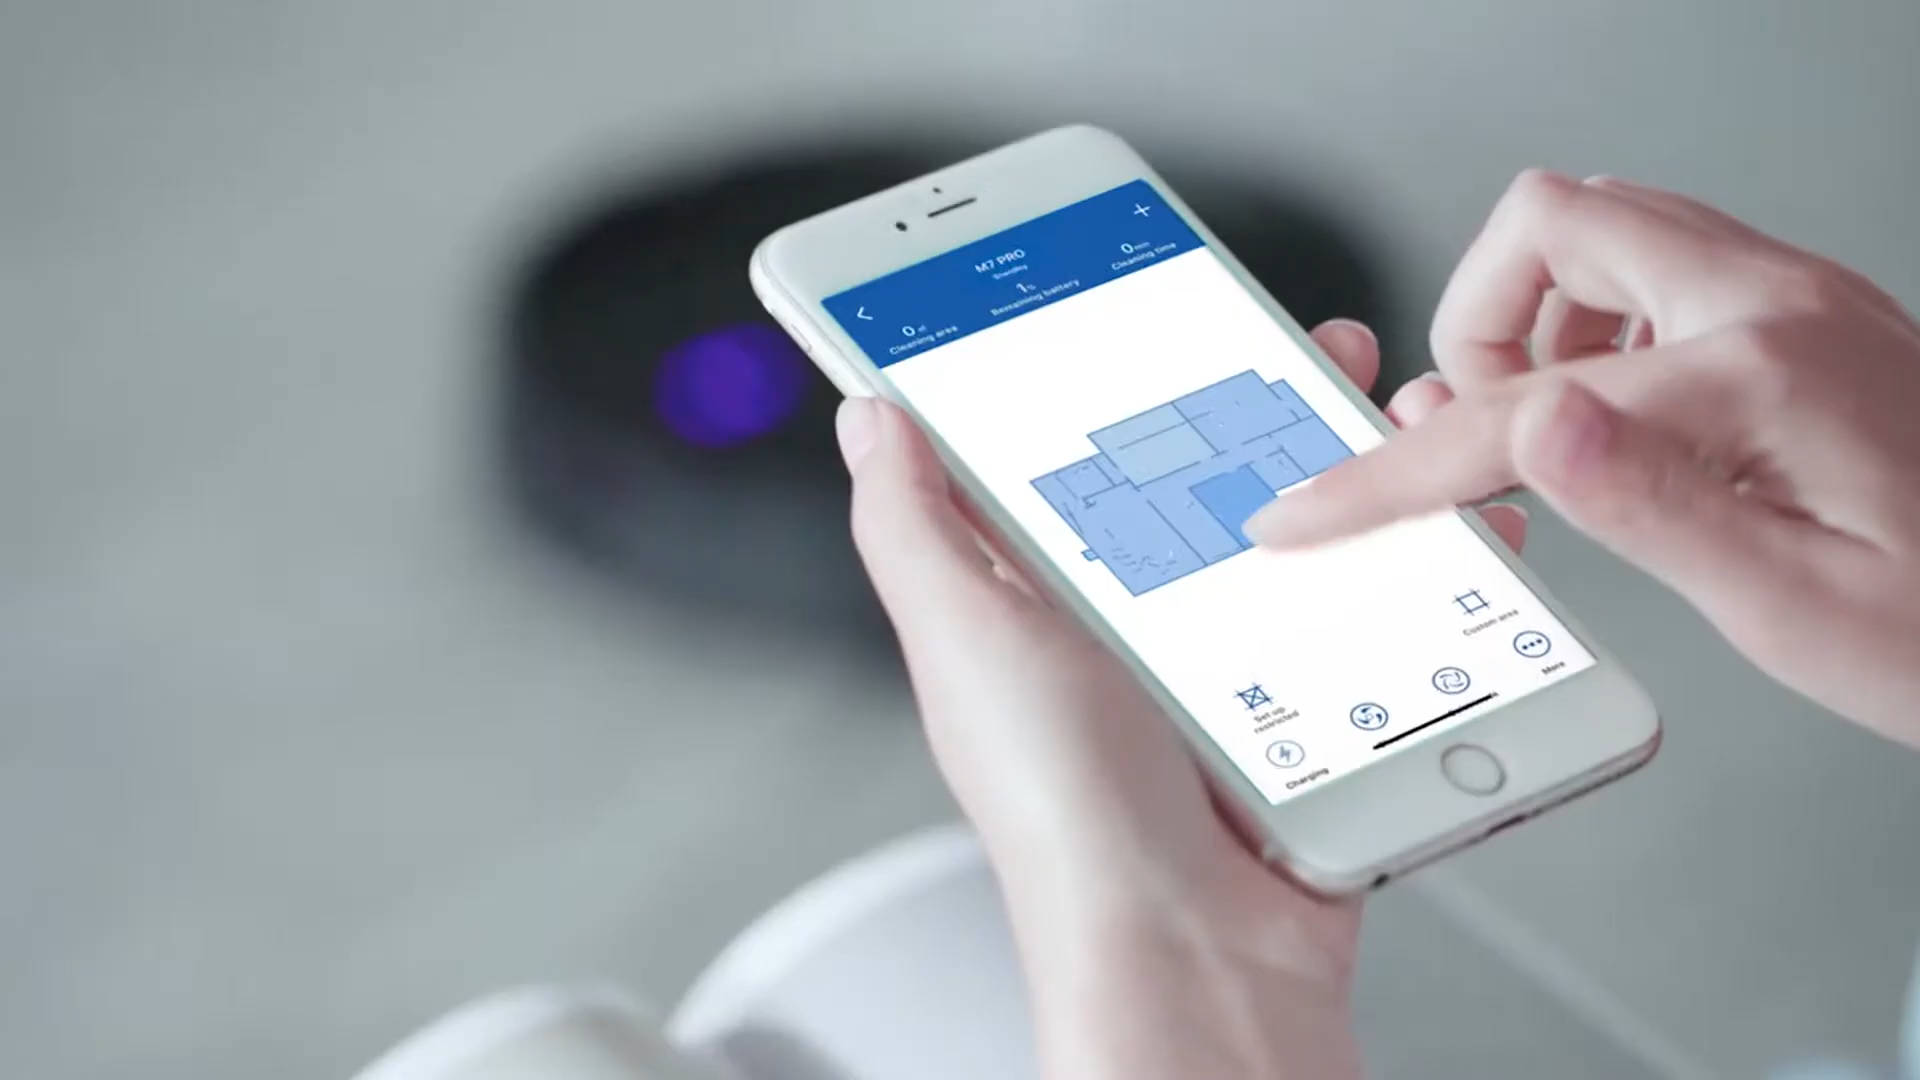 M7 PRO
Standby
0 ㎡
Cleaning area
1%
Remaining battery
0 min
Cleaning time
Custom area
Set up
restricted
More
Charging